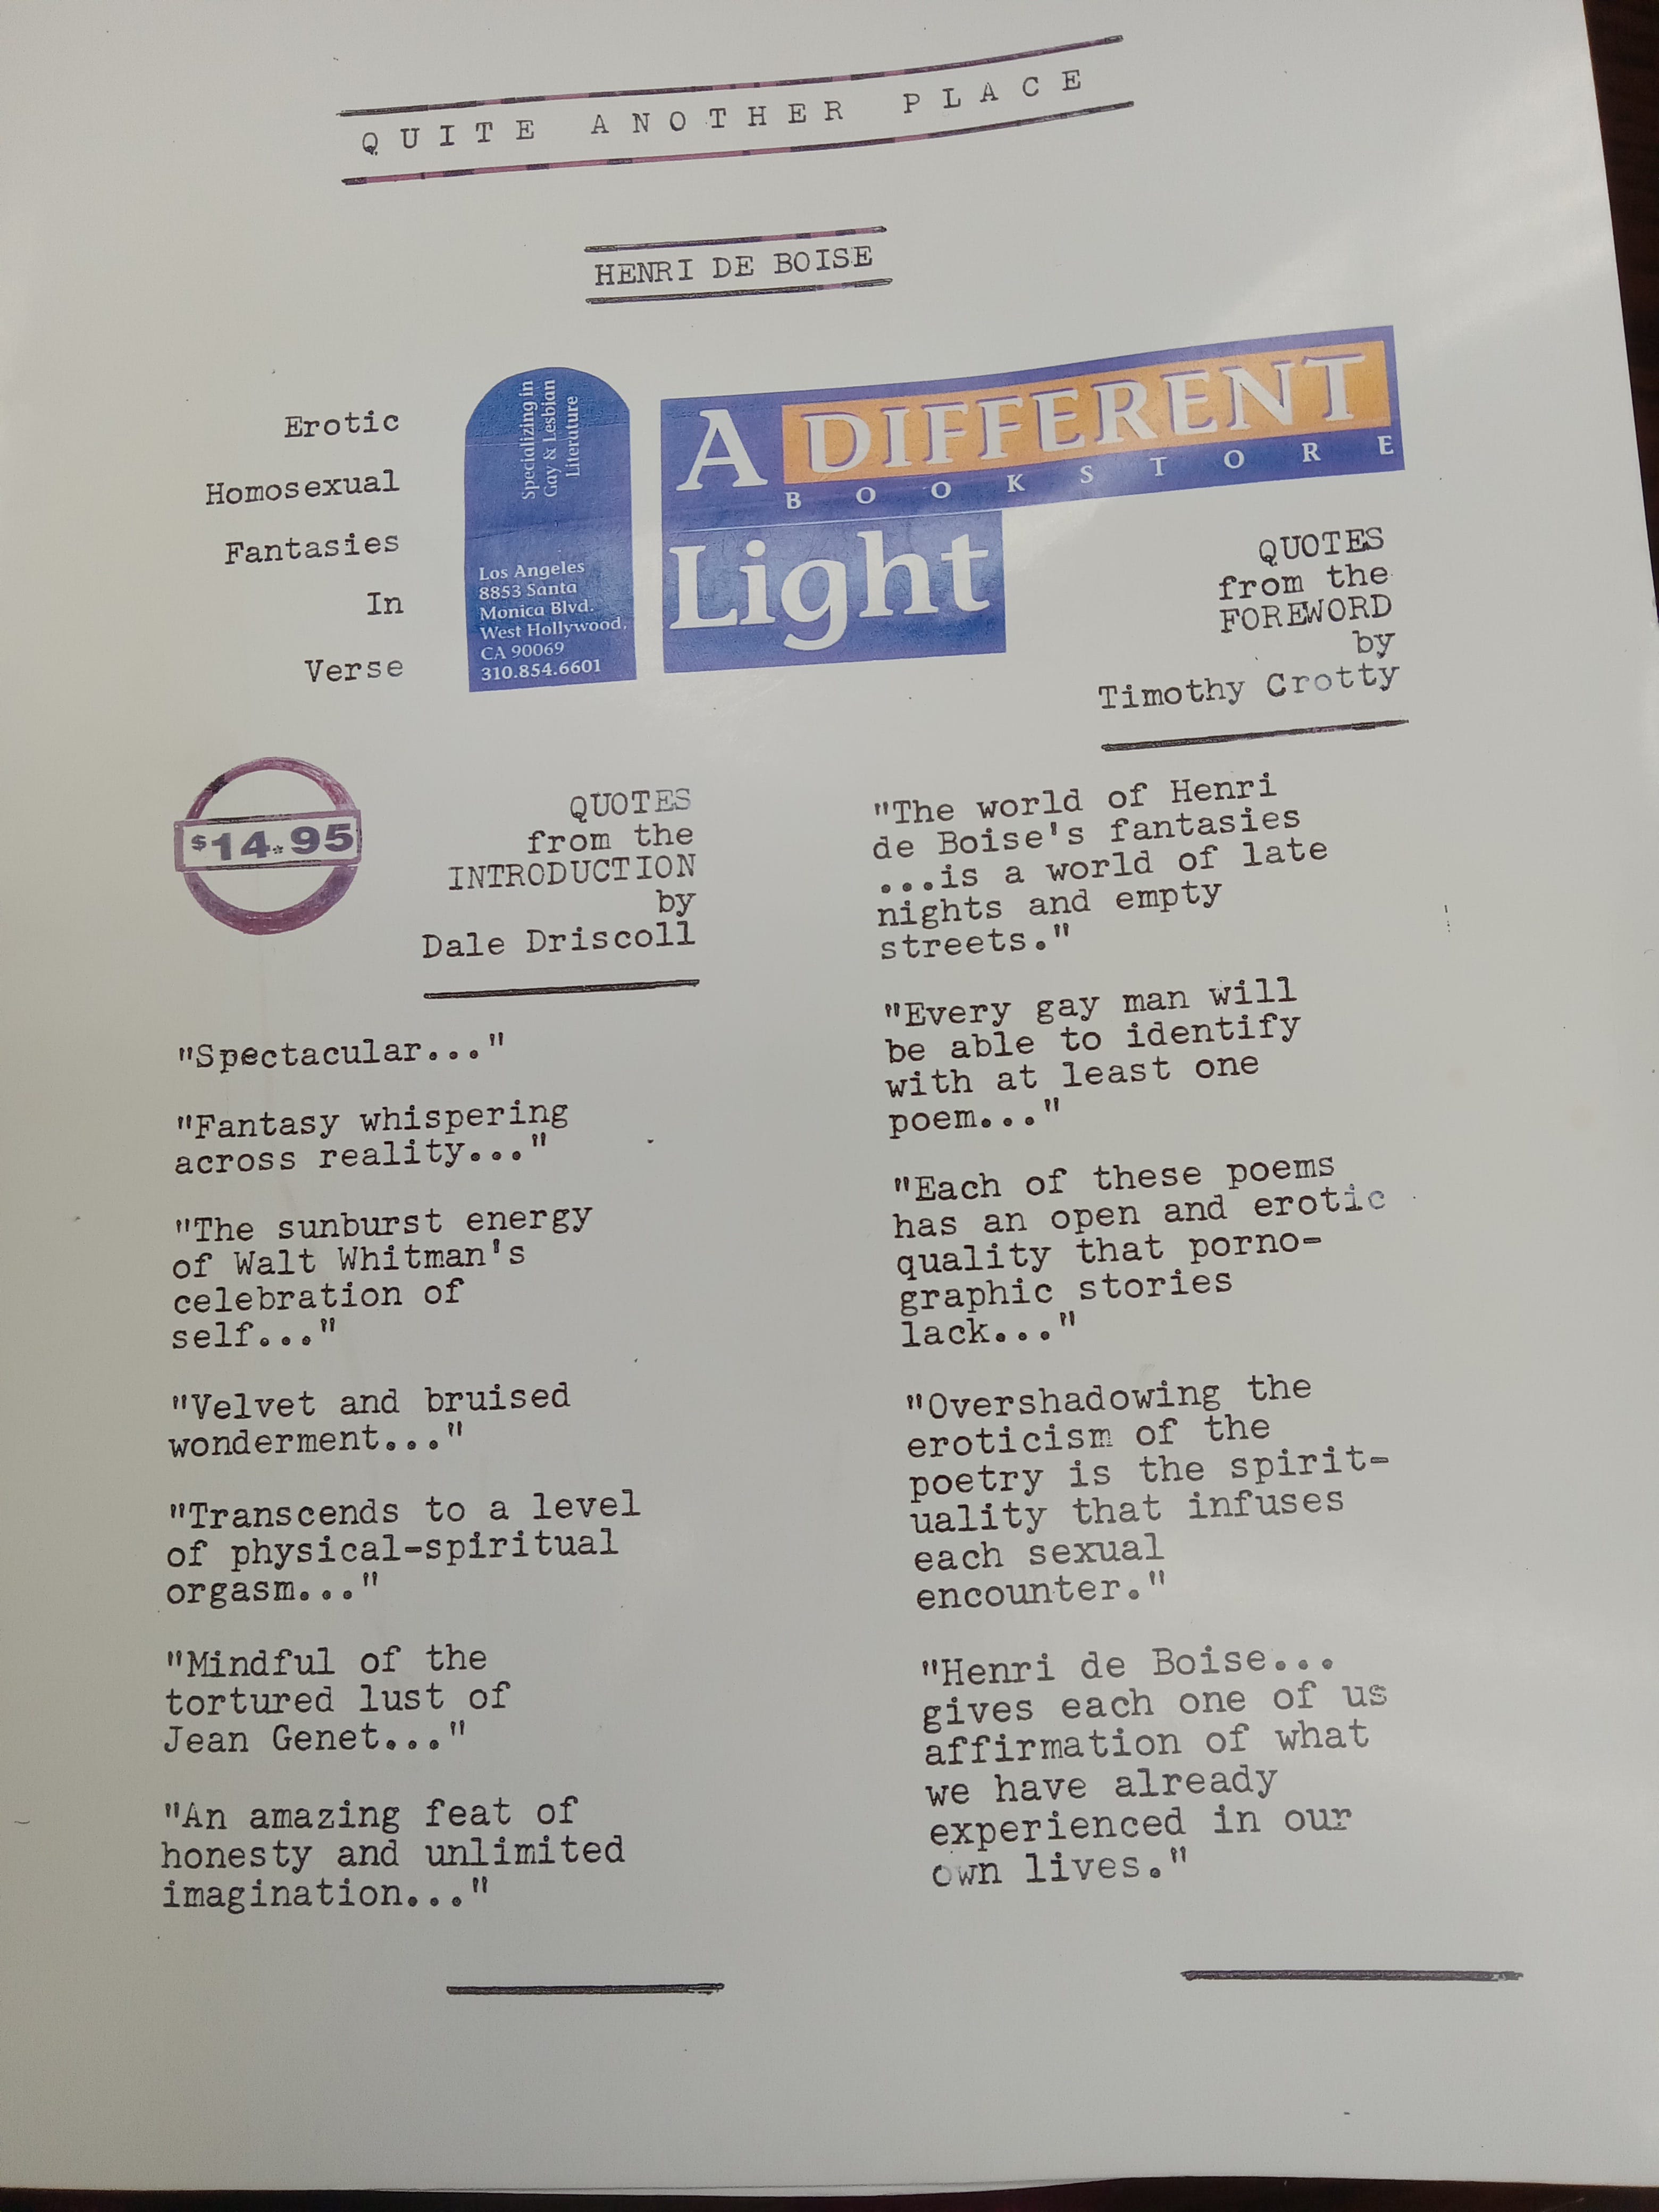 QUITE ANOTHER PLACE
HENRI DE BOISE
Erotic
Homosexual
Fantasies
In
Verse
Specializing in
Gay & Lesbian
Literature
Los Angeles
8853 Santa
Monica Blvd.
West Hollywood,
CA 90069
310.854.6601
A DIFFERENT
BOOKSTORE
Light
$14.95
QUOTES
from the
INTRODUCTION
by
Dale Driscoll
"Spectacular..."
"Fantasy whispering
across reality..."
"The sunburst energy
of Walt Whitman's
celebration of
self..."
"Velvet and bruised
wonderment..."
"Transcends to a level
of physical-spiritual
orgasm..."
"Mindful of the
tortured lust of
Jean Genet..."
"An amazing feat of
honesty and unlimited
imagination..."
QUOTES
from the
FOREWORD
by
Timothy Crotty
"The world of Henri
de Boise's fantasies
...is a world of late
nights and empty
streets."
"Every gay man will
be able to identify
with at least one
poem..."
"Each of these poems
has an open and erotic
quality that porno-
graphic stories
lack..."
"Overshadowing the
eroticism of the
poetry is the spirit-
uality that infuses
each sexual
encounter."
"Henri de Boise...
gives each one of us
affirmation of what
we have already
experienced in our
own lives."